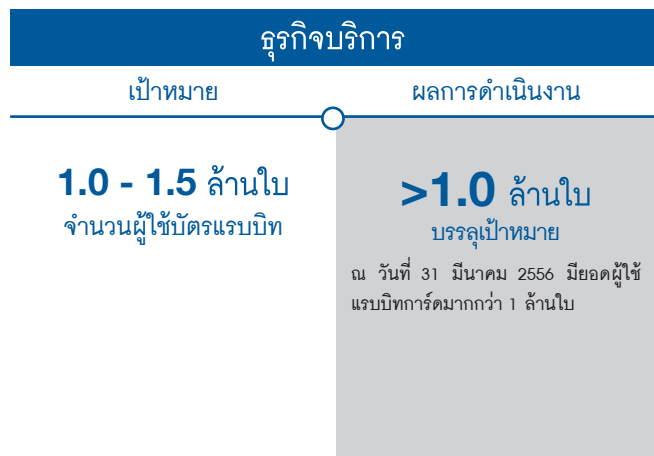 ธุรกิจบริการ
เป้าหมาย
ผลการดำเนินงาน
1.0 - 1.5 ล้านใบ
จำนวนผู้ใช้บัตรแรบบิท
>1.0 ล้านใบ
บรรลุเป้าหมาย
ณ วันที่ 31 มีนาคม 2556 มียอดผู้ใช้
แรบบิทการ์ดมากกว่า 1 ล้านใบ